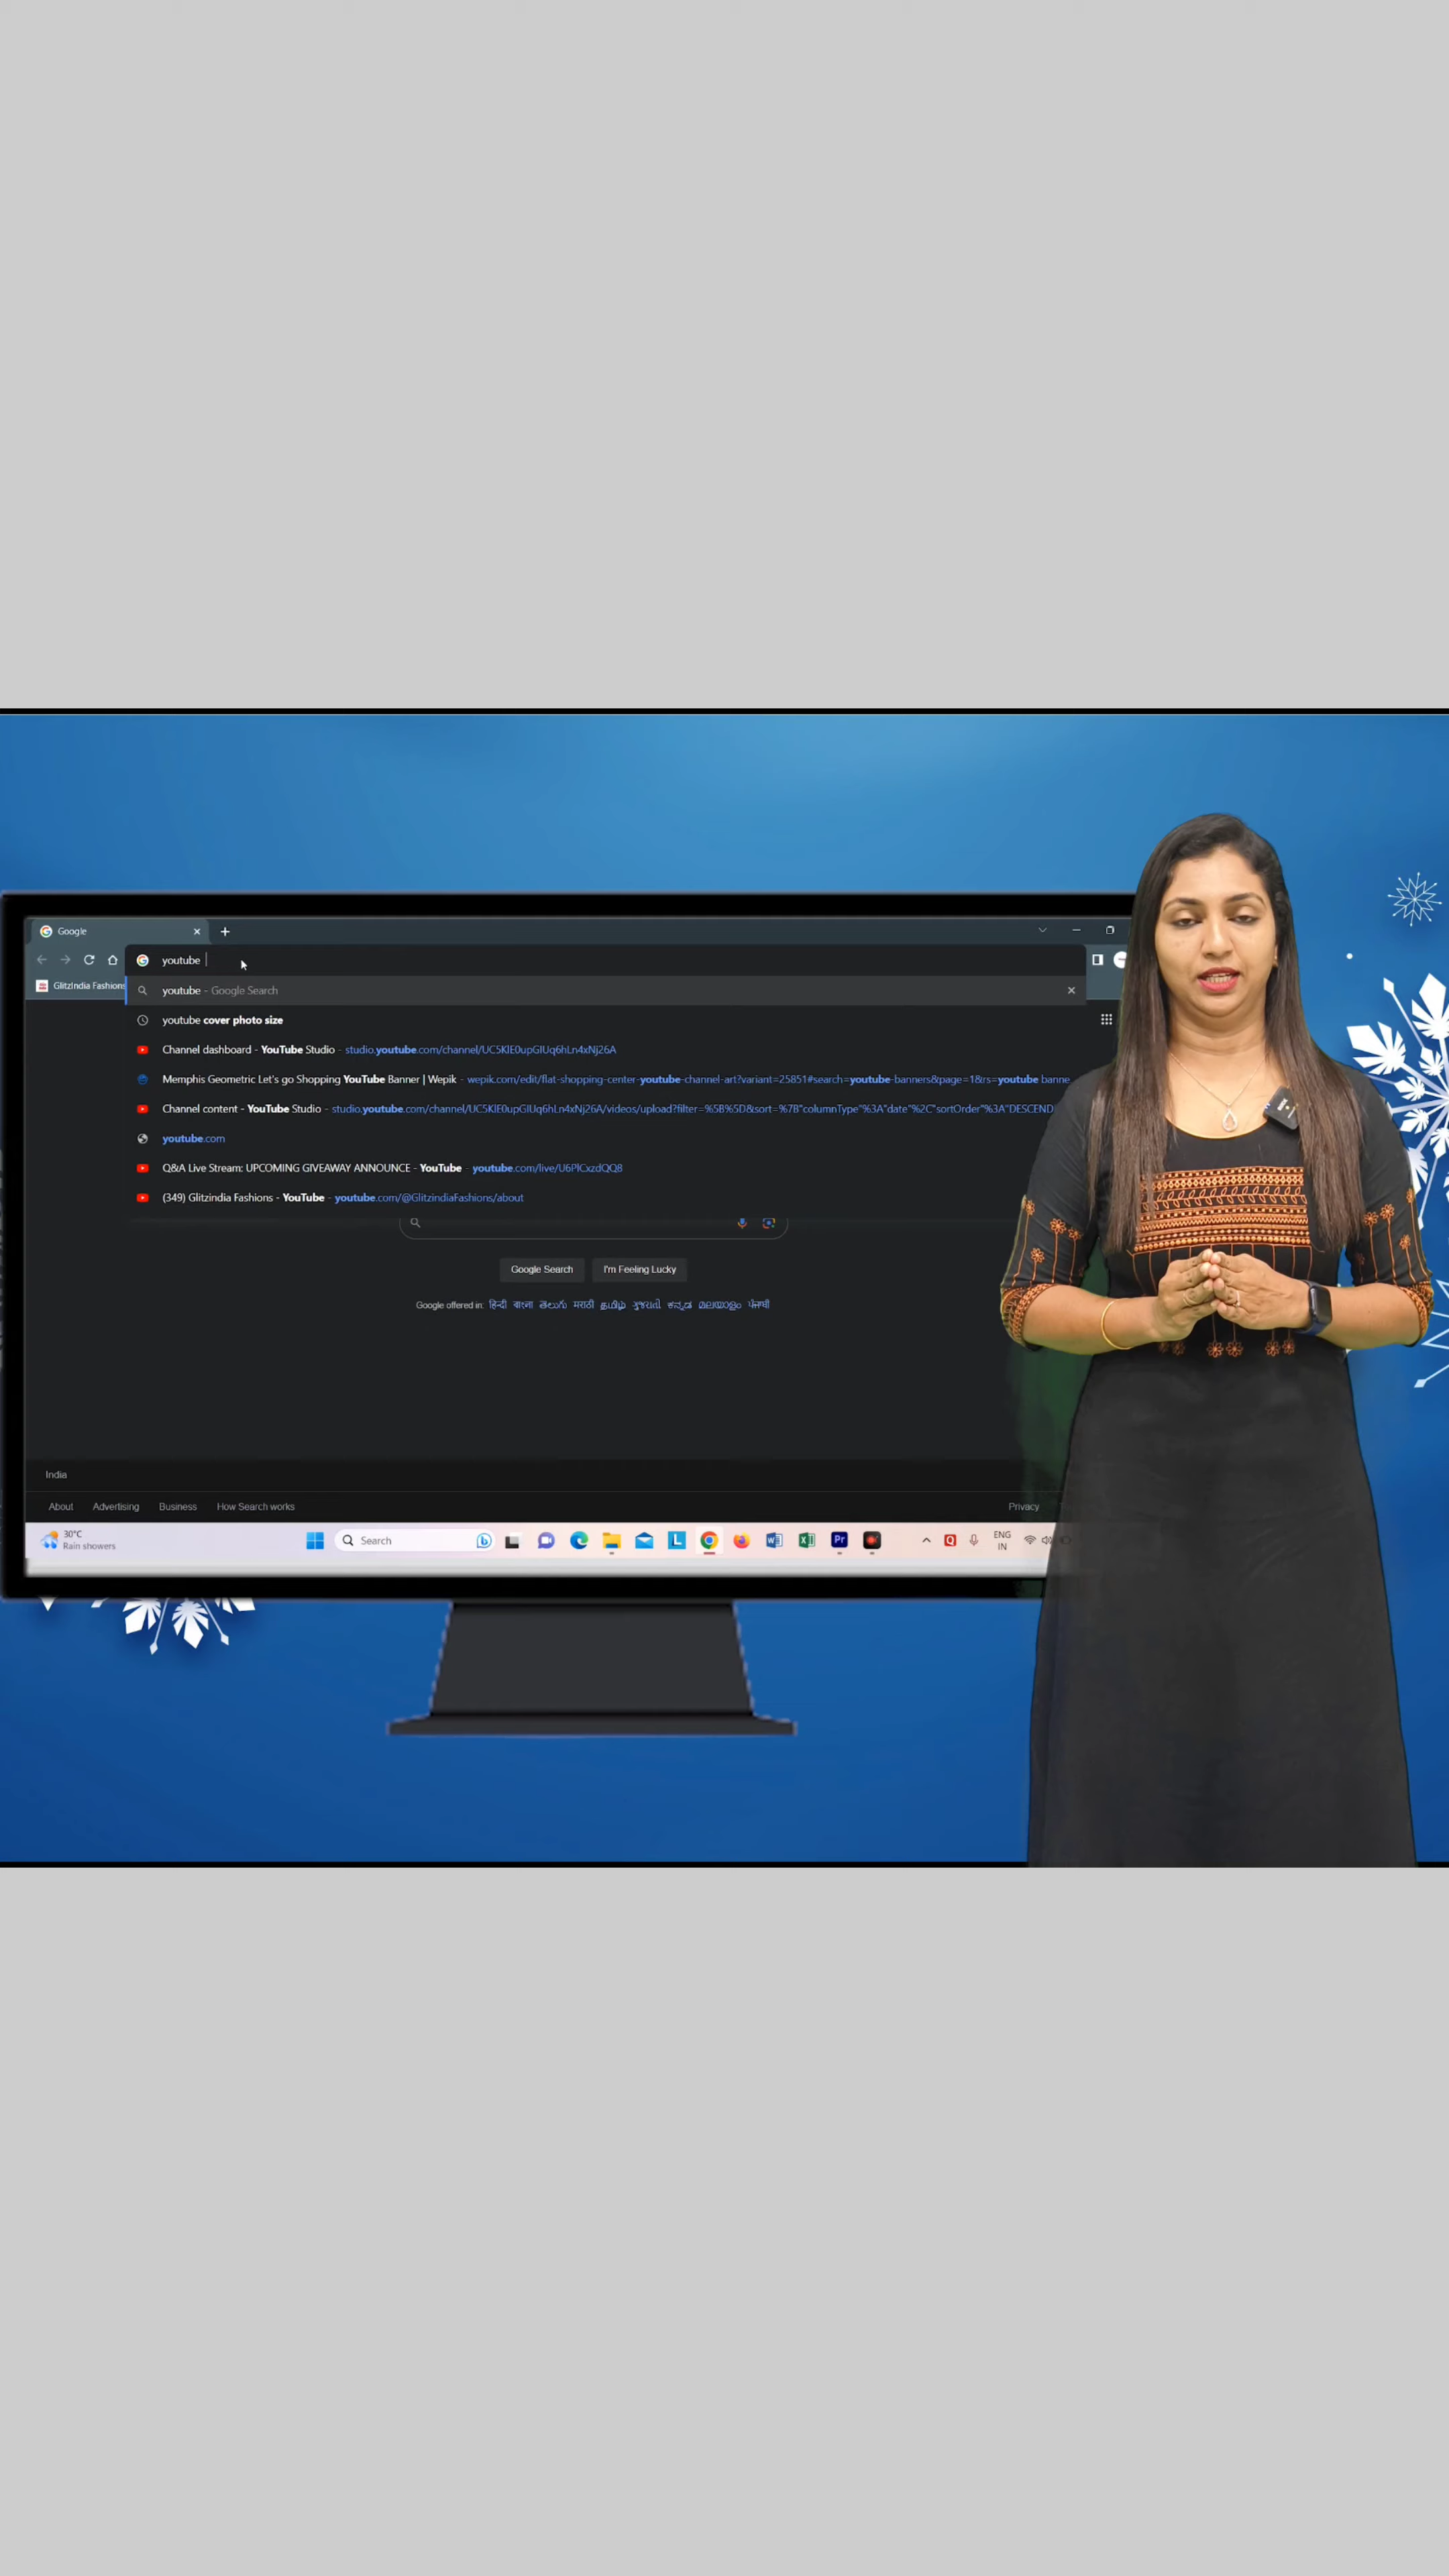 Google
youtube
GlitzIndia Fashions
youtube - Google Search
youtube cover photo size
Channel dashboard - YouTube Studio - studio.youtube.com/channel/UC5KlE0upGIUq6hLn4xNj26A
Memphis Geometric Let's go Shopping YouTube Banner | Wepik - wepik.com/edit/flat-shopping-center-youtube-channel-art?variant=25851#search=youtube-banners&page=1&rs=youtube banne
Channel content - YouTube Studio - studio.youtube.com/channel/UC5KlE0upGIUq6hLn4xNj26A/videos/upload?filter=%5B%5D&sort=%7B"columnType"%3A"date"%2C"sortOrder"%3A"DESCEND
youtube.com
Q&A Live Stream: UPCOMING GIVEAWAY ANNOUNCE - YouTube - youtube.com/live/U6PlCxzdQQ8
(349) Glitzindia Fashions - YouTube - youtube.com/@GlitzindiaFashions/about
Google Search I'm Feeling Lucky
Google offered in: हिन्दी বাংলা తెలుగు मराठी தமிழ் ગુજરાતી ಕನ್ನಡ മലയാളം ਪੰਜਾਬੀ
India
About Advertising Business How Search works Privacy
30°C
Rain showers
Search
ENG
IN